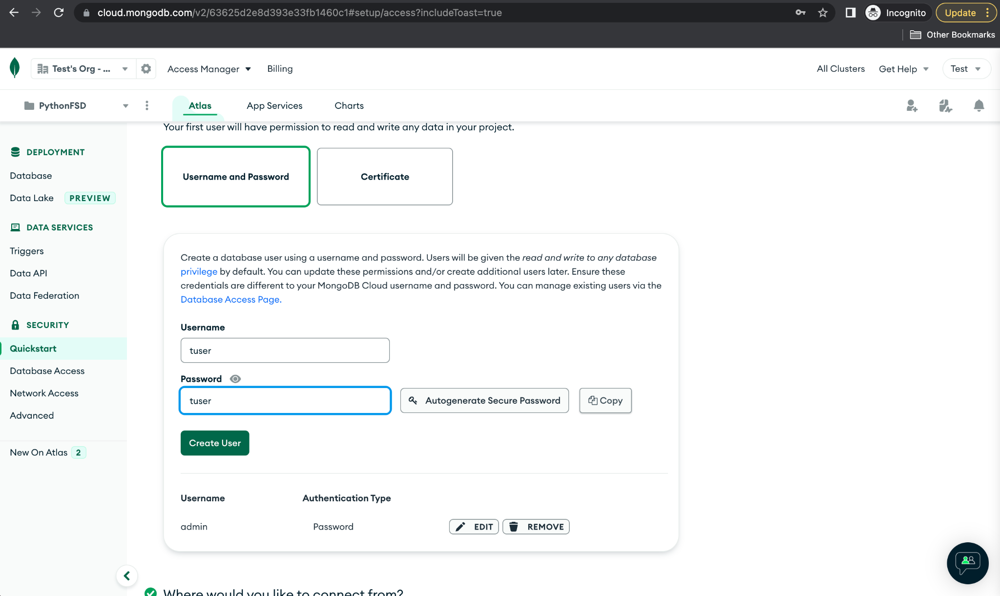 cloud.mongodb.com/v2/63625d2e8d393e33fb1460c1#setup/access?includeToast=true
Incognito
Update
Other Bookmarks
Test's Org - ...
Access Manager
Billing
All Clusters
Get Help
Test
PythonFSD
Atlas
App Services
Charts
Your first user will have permission to read and write any data in your project.
DEPLOYMENT
Database
Data Lake PREVIEW
DATA SERVICES
Triggers
Data API
Data Federation
SECURITY
Quickstart
Database Access
Network Access
Advanced
New On Atlas 2
Username and Password
Certificate
Create a database user using a username and password. Users will be given the read and write to any database
privilege by default. You can update these permissions and/or create additional users later. Ensure these
credentials are different to your MongoDB Cloud username and password. You can manage existing users via the
Database Access Page.
Username
tuser
Password
tuser
Autogenerate Secure Password
Copy
Create User
Username Authentication Type
admin Password EDIT REMOVE
Where would you like to connect from?